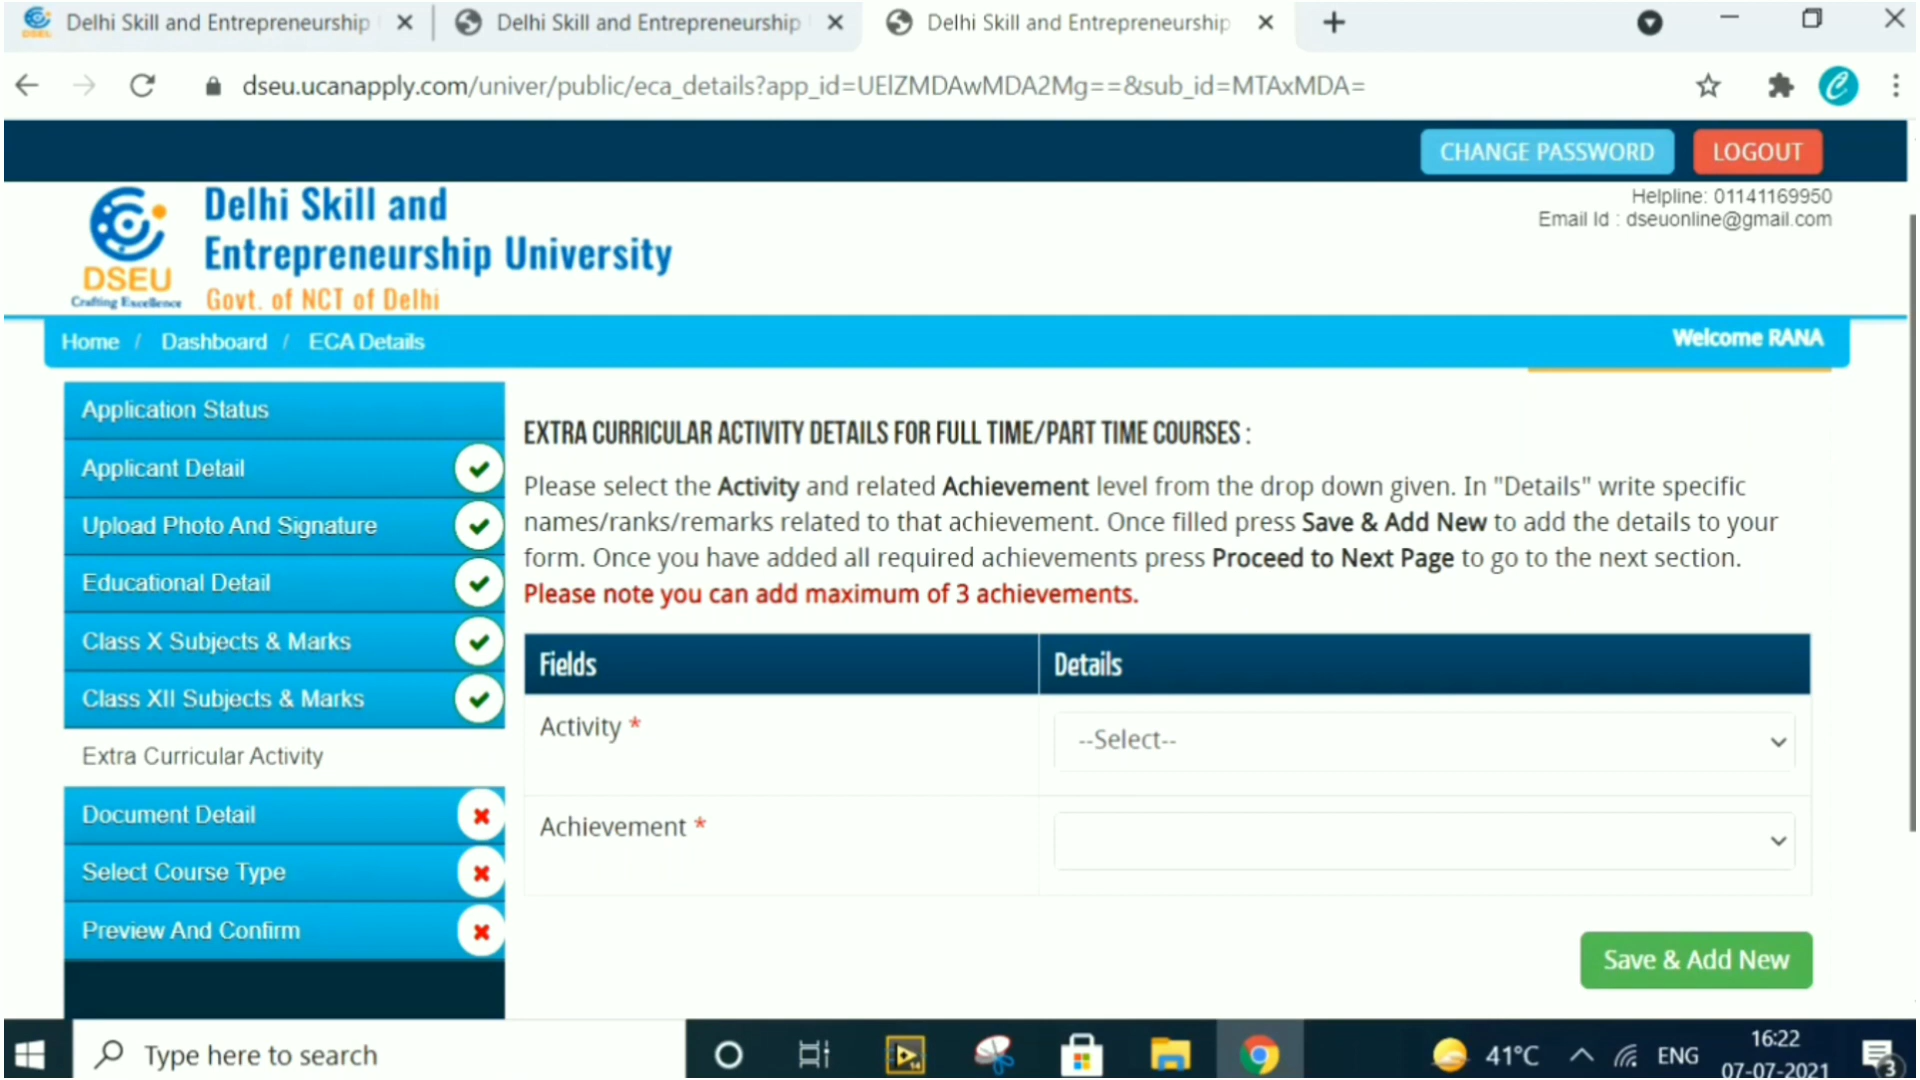 Delhi Skill and Entrepreneurship
Delhi Skill and Entrepreneurship
Delhi Skill and Entrepreneurship
dseu.ucanapply.com/univer/public/eca_details?app_id=UElZMDAwMDA2Mg==&sub_id=MTAxMDA=
CHANGE PASSWORD
LOGOUT
Helpline: 01141169950
Email Id : dseuonline@gmail.com
DSEU
Crafting Excellence
Delhi Skill and
Entrepreneurship University
Govt. of NCT of Delhi
Home / Dashboard / ECA Details
Welcome RANA
Application Status
Applicant Detail
Upload Photo And Signature
Educational Detail
Class X Subjects & Marks
Class XII Subjects & Marks
Extra Curricular Activity
Document Detail
Select Course Type
Preview And Confirm
EXTRA CURRICULAR ACTIVITY DETAILS FOR FULL TIME/PART TIME COURSES :
Please select the Activity and related Achievement level from the drop down given. In "Details" write specific
names/ranks/remarks related to that achievement. Once filled press Save & Add New to add the details to your
form. Once you have added all required achievements press Proceed to Next Page to go to the next section.
Please note you can add maximum of 3 achievements.
Fields Details
Activity * --Select--
Achievement *
Save & Add New
Type here to search
41°C
ENG
16:22
07-07-2021
3